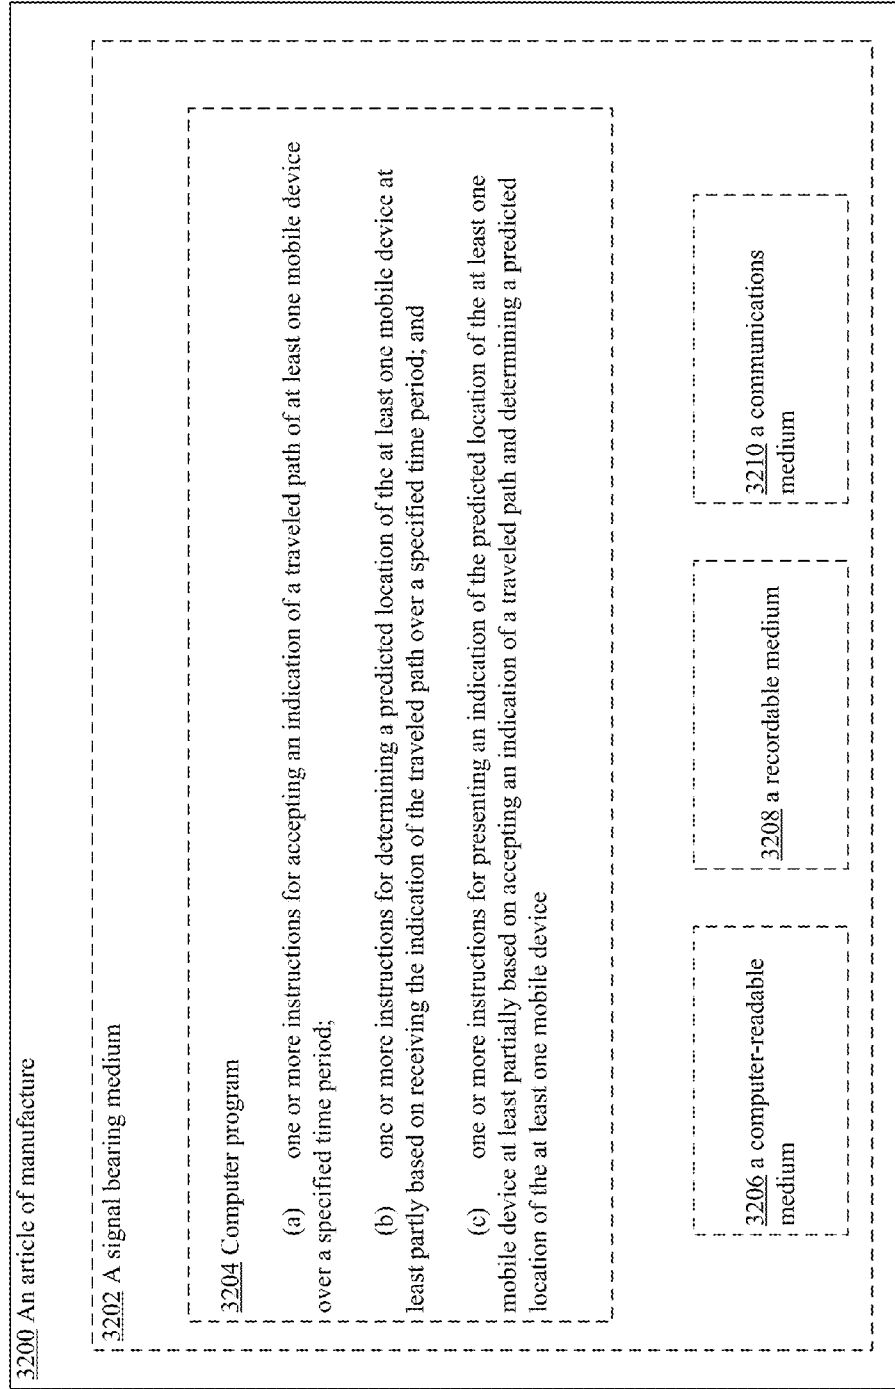 3200 An article of manufacture
3202 A signal bearing medium
3204 Computer program
(a) one or more instructions for accepting an indication of a traveled path of at least one mobile device
over a specified time period;
(b) one or more instructions for determining a predicted location of the at least one mobile device at
least partly based on receiving the indication of the traveled path over a specified time period; and
(c) one or more instructions for presenting an indication of the predicted location of the at least one
mobile device at least partially based on accepting an indication of a traveled path and determining a predicted
location of the at least one mobile device
3206 a computer-readable
medium
3208 a recordable medium
3210 a communications
medium